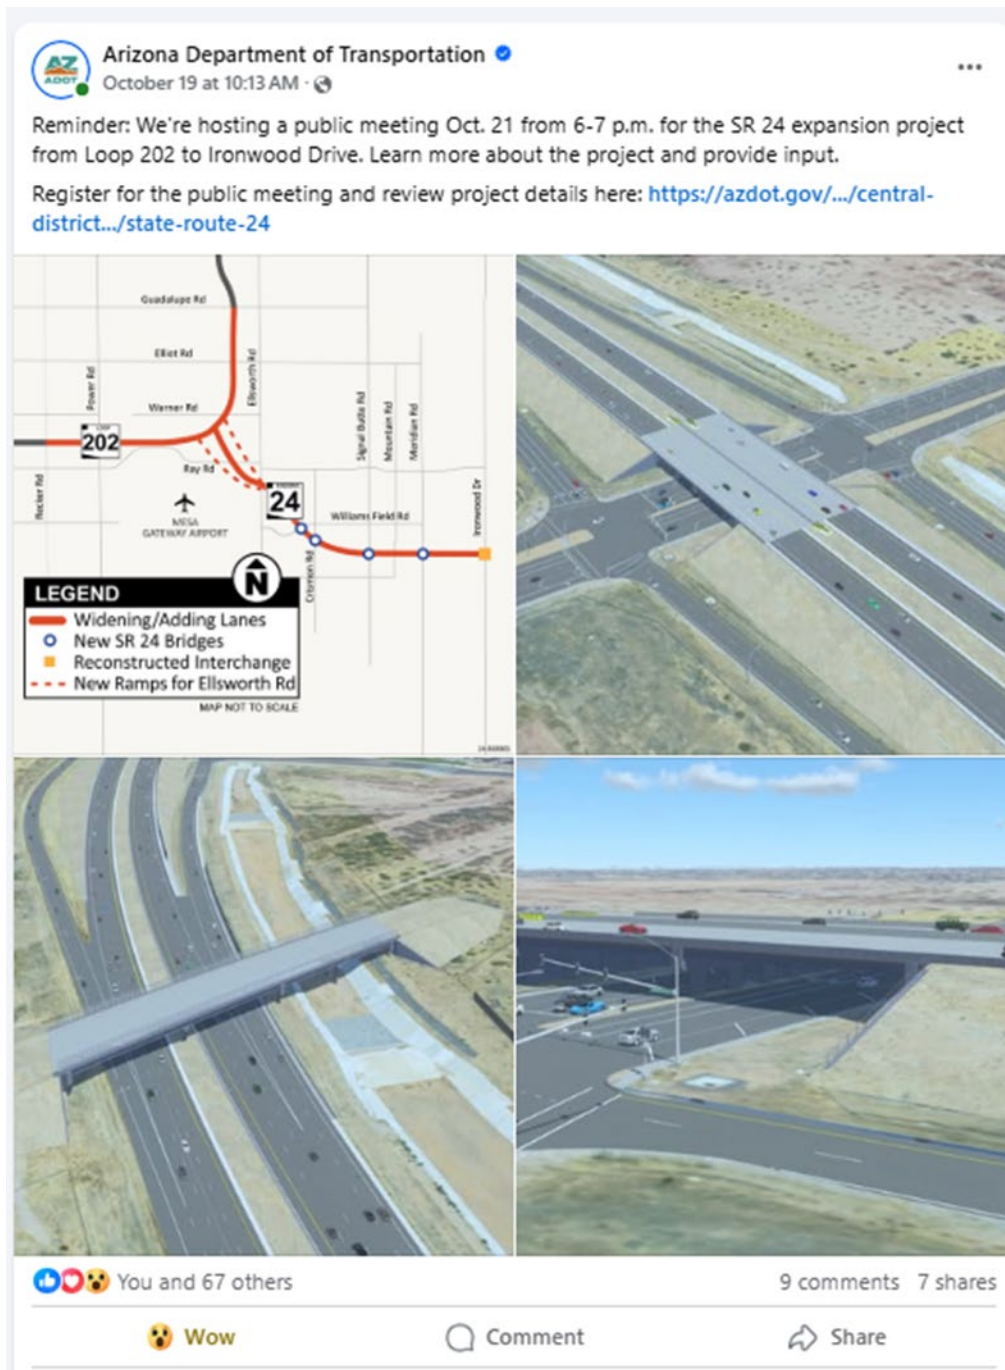 AZ
ADOT
Arizona Department of Transportation
October 19 at 10:13 AM ·
Reminder: We're hosting a public meeting Oct. 21 from 6-7 p.m. for the SR 24 expansion project
from Loop 202 to Ironwood Drive. Learn more about the project and provide input.
Register for the public meeting and review project details here: https://azdot.gov/.../central-
district.../state-route-24
Guadalupe Rd
Elliot Rd
Ellsworth Rd
Power Rd
Warner Rd
LOOP
202
Signal Butte Rd
Mountain Rd
Meridian Rd
Ray Rd
Recker Rd
24
Ironwood Dr
MESA
GATEWAY AIRPORT
Williams Field Rd
Crismon Rd
N
LEGEND
Widening/Adding Lanes
New SR 24 Bridges
Reconstructed Interchange
New Ramps for Ellsworth Rd
MAP NOT TO SCALE
You and 67 others
9 comments 7 shares
Wow
Comment
Share